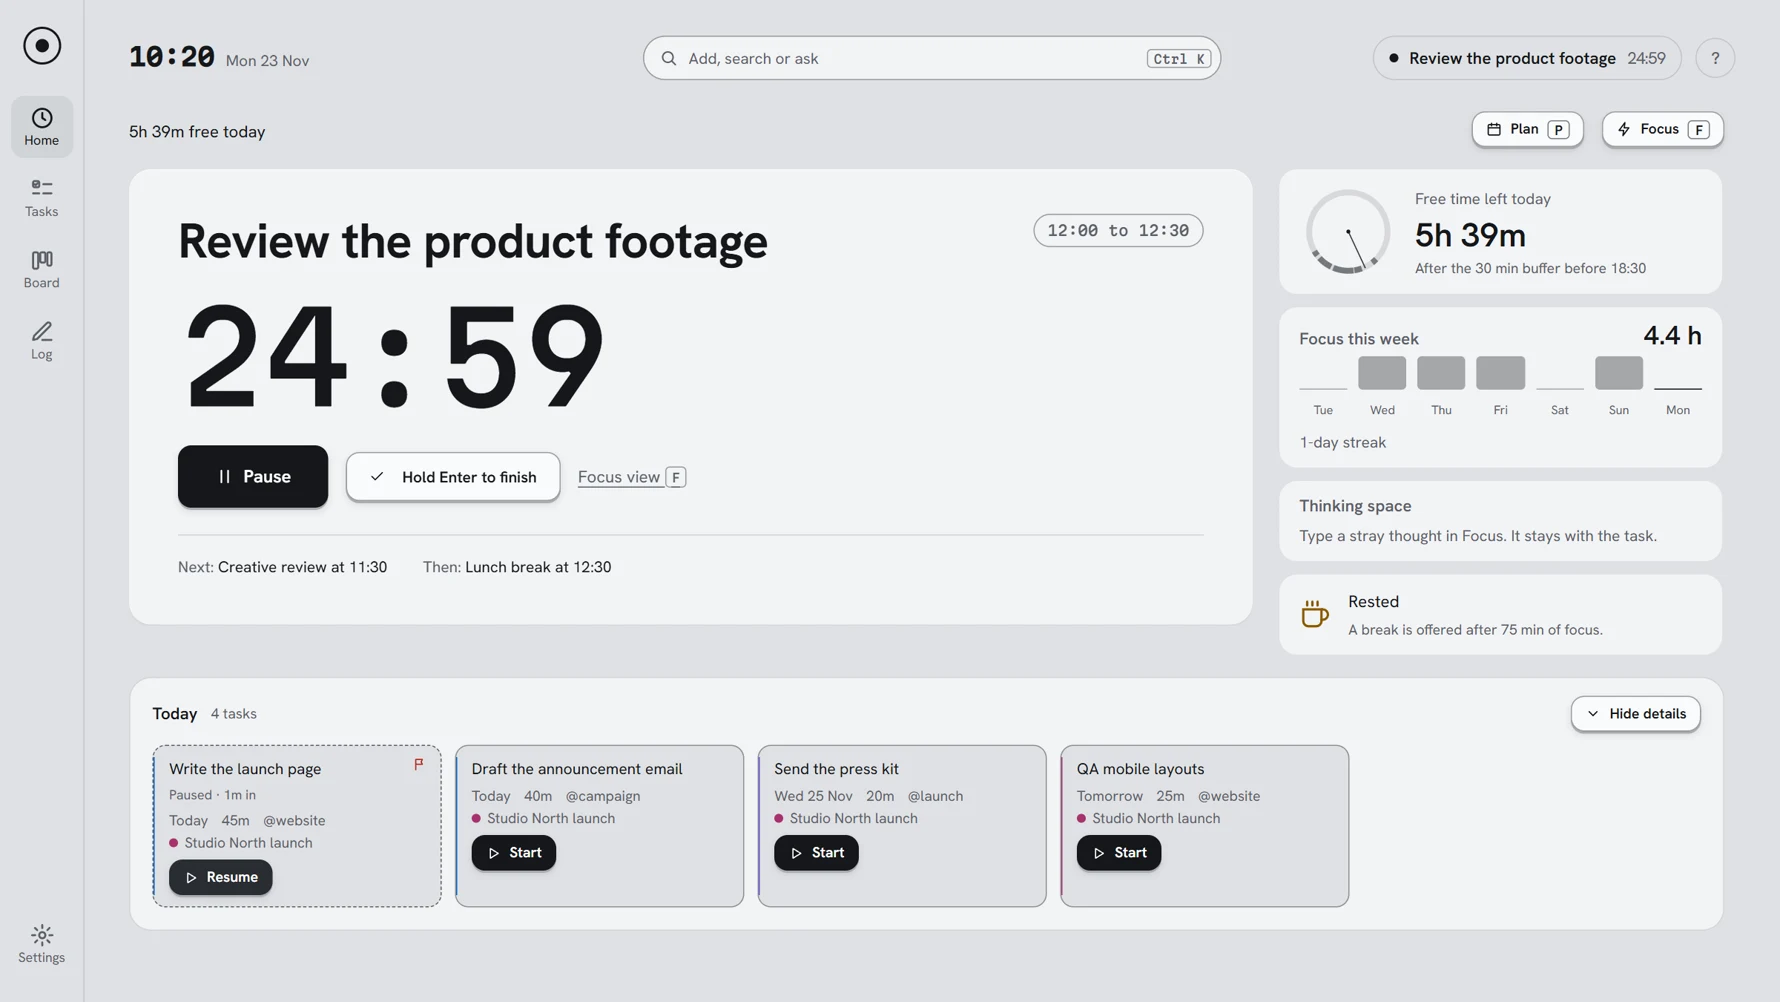 10:20 Mon 23 Nov
Add, search or ask
Ctrl K
Review the product footage 24:59
?
Home
Tasks
Board
Log
Settings
5h 39m free today
Plan P
Focus F
Review the product footage
12:00 to 12:30
24:59
Pause
Hold Enter to finish
Focus view F
Next: Creative review at 11:30
Then: Lunch break at 12:30
Free time left today
5h 39m
After the 30 min buffer before 18:30
Focus this week
4.4 h
Tue Wed Thu Fri Sat Sun Mon
1-day streak
Thinking space
Type a stray thought in Focus. It stays with the task.
Rested
A break is offered after 75 min of focus.
Today 4 tasks
Hide details
Write the launch page
Paused · 1m in
Today 45m @website
Studio North launch
Resume
Draft the announcement email
Today 40m @campaign
Studio North launch
Start
Send the press kit
Wed 25 Nov 20m @launch
Studio North launch
Start
QA mobile layouts
Tomorrow 25m @website
Studio North launch
Start